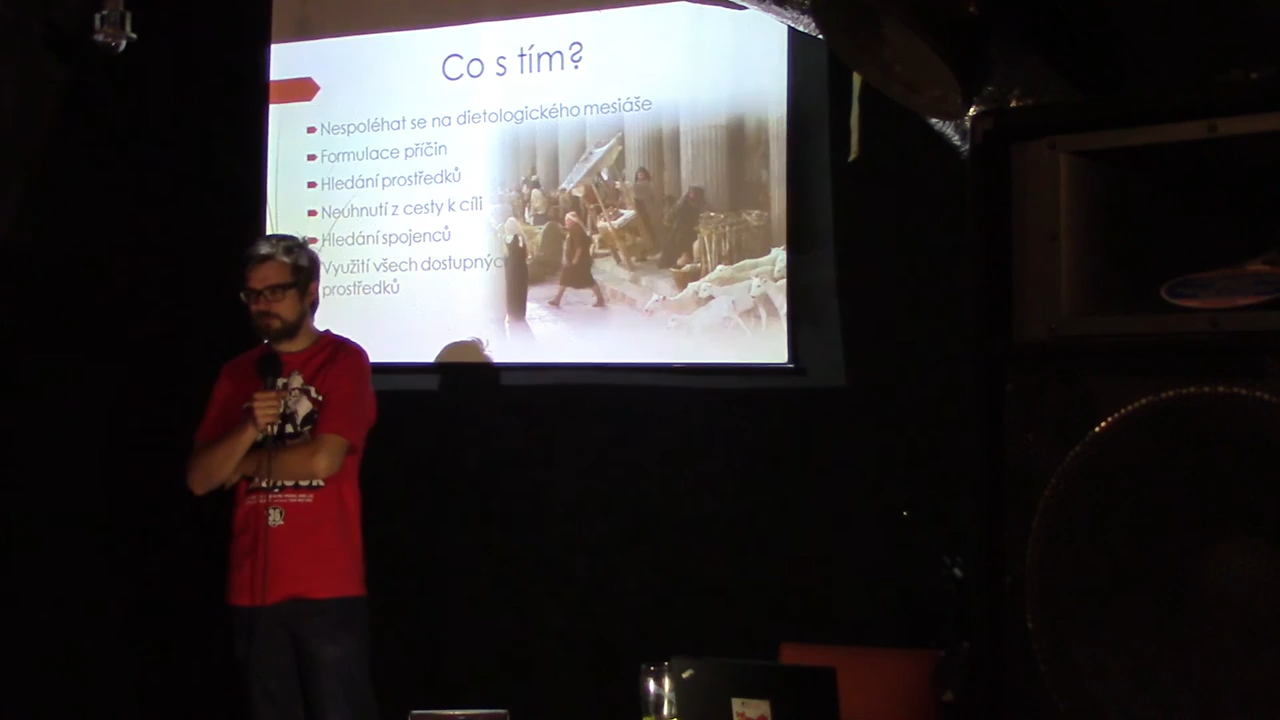 Co s tím?
Nespoléhat se na dietologického mesiáše
Formulace příčin
Hledání prostředků
Neuhnutí z cesty k cíli
Hledání spojenců
Využití všech dostupných
prostředků